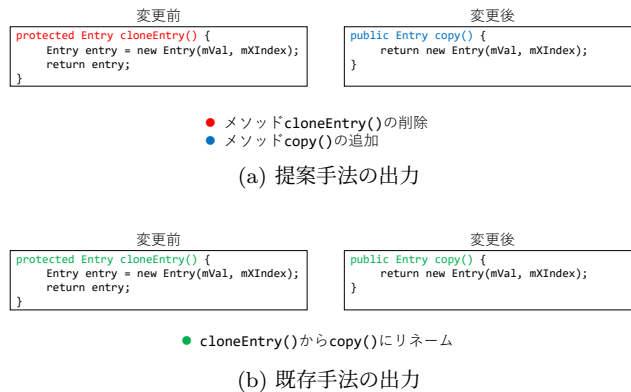 変更前
変更後
protected Entry cloneEntry() {
    Entry entry = new Entry(mVal, mXIndex);
    return entry;
}
public Entry copy() {
    return new Entry(mVal, mXIndex);
}
● メソッドcloneEntry()の削除
● メソッドcopy()の追加
(a) 提案手法の出力
変更前
変更後
protected Entry cloneEntry() {
    Entry entry = new Entry(mVal, mXIndex);
    return entry;
}
public Entry copy() {
    return new Entry(mVal, mXIndex);
}
● cloneEntry()からcopy()にリネーム
(b) 既存手法の出力